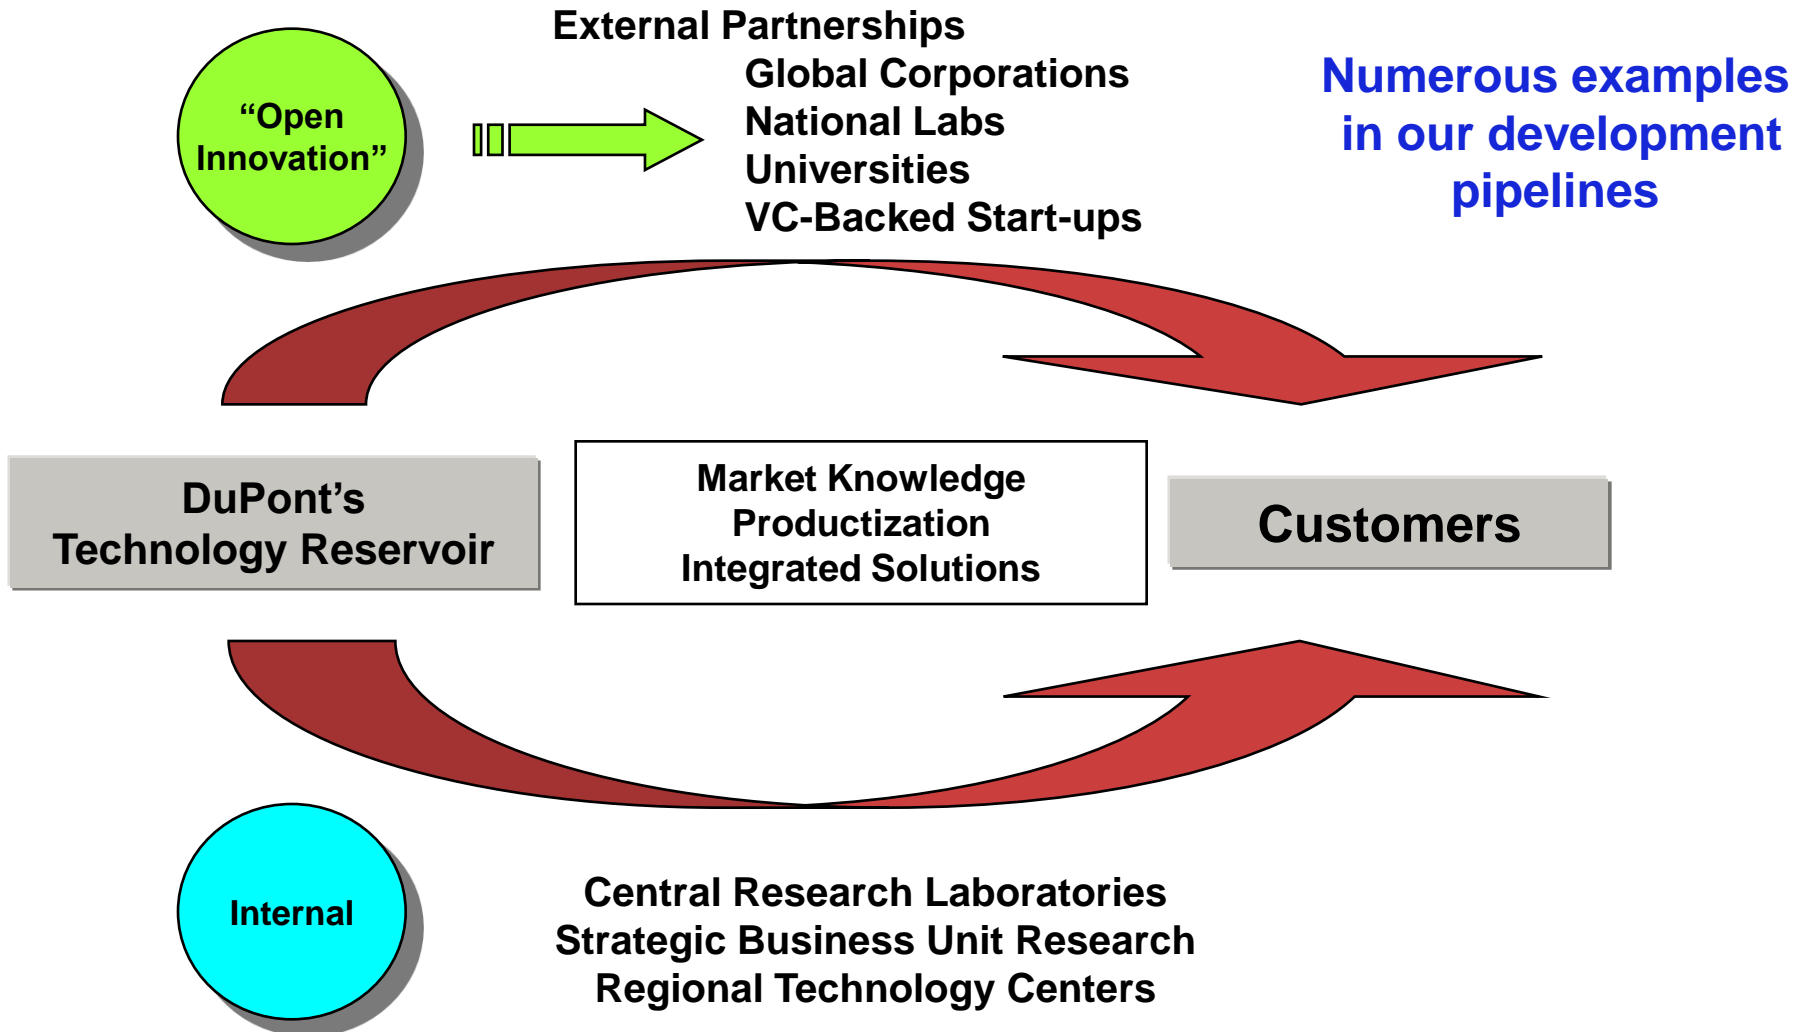 “Open
Innovation”
External Partnerships
Global Corporations
National Labs
Universities
VC-Backed Start-ups
Numerous examples
in our development
pipelines
DuPont’s
Technology Reservoir
Market Knowledge
Productization
Integrated Solutions
Customers
Internal
Central Research Laboratories
Strategic Business Unit Research
Regional Technology Centers